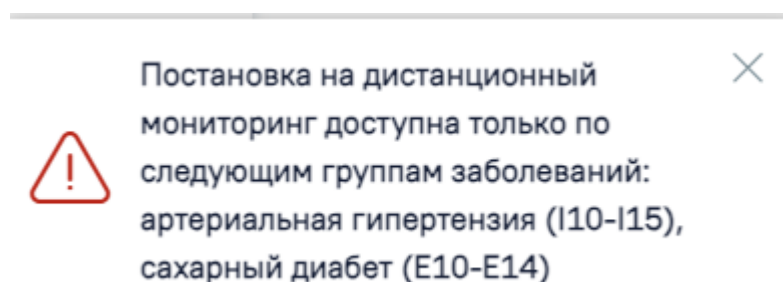 Постановка на дистанционный
мониторинг доступна только по
следующим группам заболеваний:
артериальная гипертензия (I10-I15),
сахарный диабет (E10-E14)